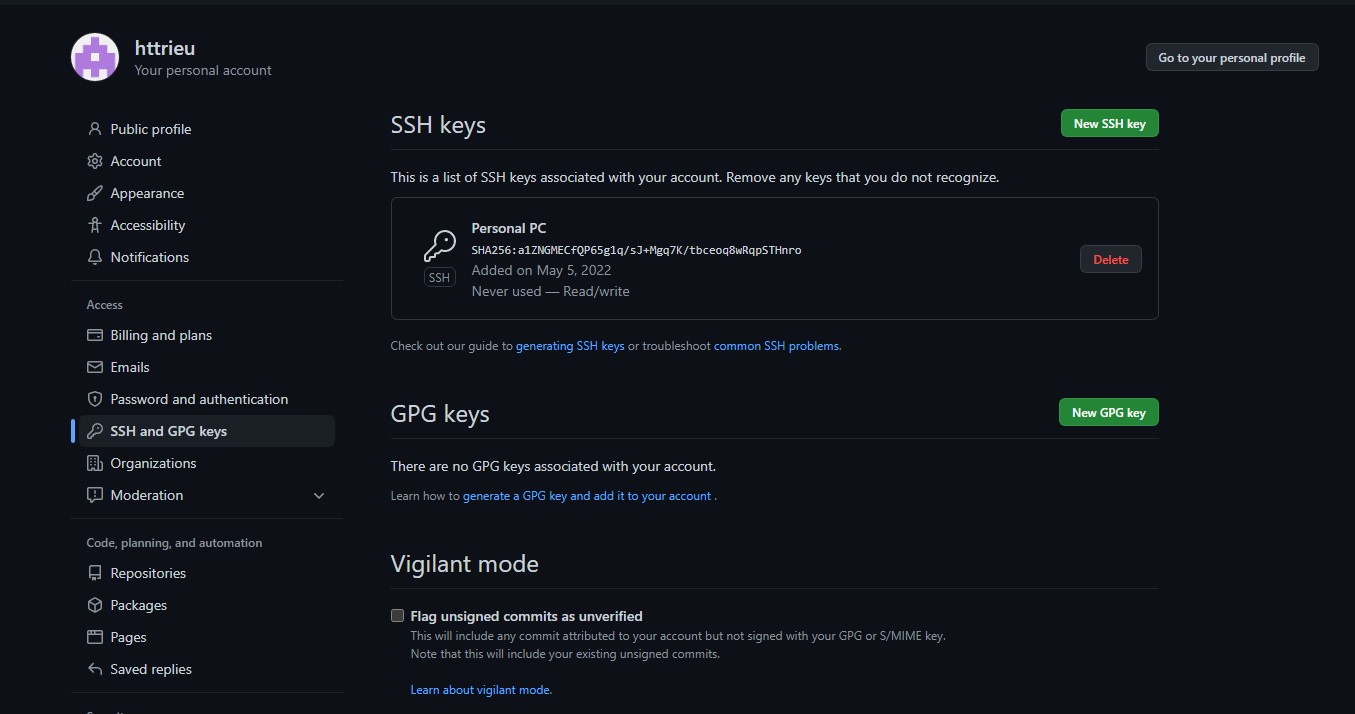 httrieu
Your personal account
Go to your personal profile
Public profile
Account
Appearance
Accessibility
Notifications
Access
Billing and plans
Emails
Password and authentication
SSH and GPG keys
Organizations
Moderation
Code, planning, and automation
Repositories
Packages
Pages
Saved replies
SSH keys
New SSH key
This is a list of SSH keys associated with your account. Remove any keys that you do not recognize.
Personal PC
SHA256:a1ZNGMECfQP65g1q/sJ+Mgq7K/tbceoq8wRqpSTHnro
Added on May 5, 2022
Never used — Read/write
SSH
Delete
Check out our guide to generating SSH keys or troubleshoot common SSH problems.
GPG keys
New GPG key
There are no GPG keys associated with your account.
Learn how to generate a GPG key and add it to your account .
Vigilant mode
Flag unsigned commits as unverified
This will include any commit attributed to your account but not signed with your GPG or S/MIME key.
Note that this will include your existing unsigned commits.
Learn about vigilant mode.